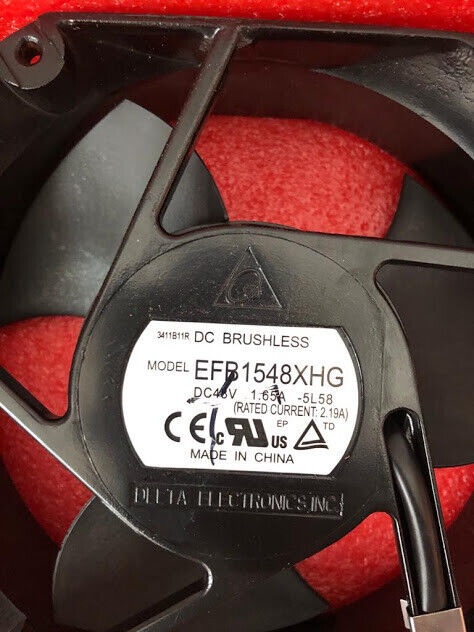 3411B11R DC BRUSHLESS
MODEL EFB1548XHG
DC48V 1.65A -5L58
(RATED CURRENT: 2.19A)
CE c US EP TD
MADE IN CHINA
DELTA ELECTRONICS, INC.